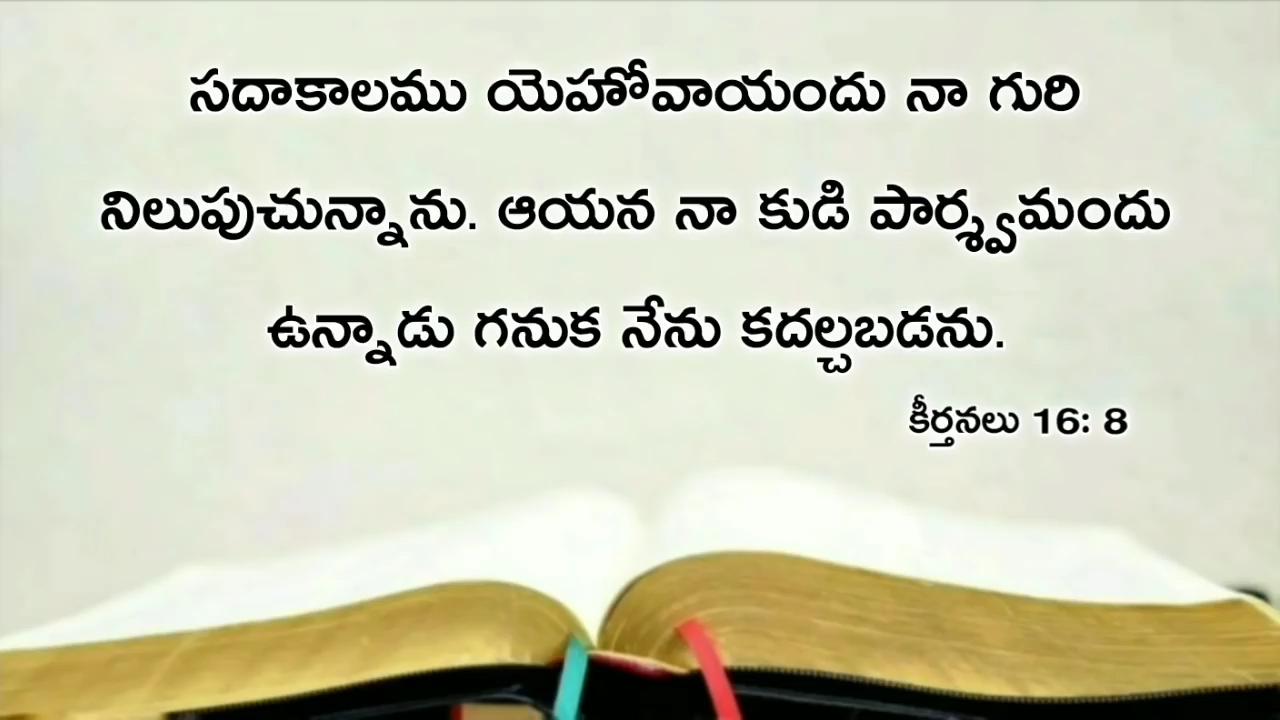 సదాకాలము యెహోవాయందు నా గురి
నిలుపుచున్నాను. ఆయన నా కుడి పార్శ్వమందు
ఉన్నాడు గనుక నేను కదల్చబడను.
కీర్తనలు 16: 8